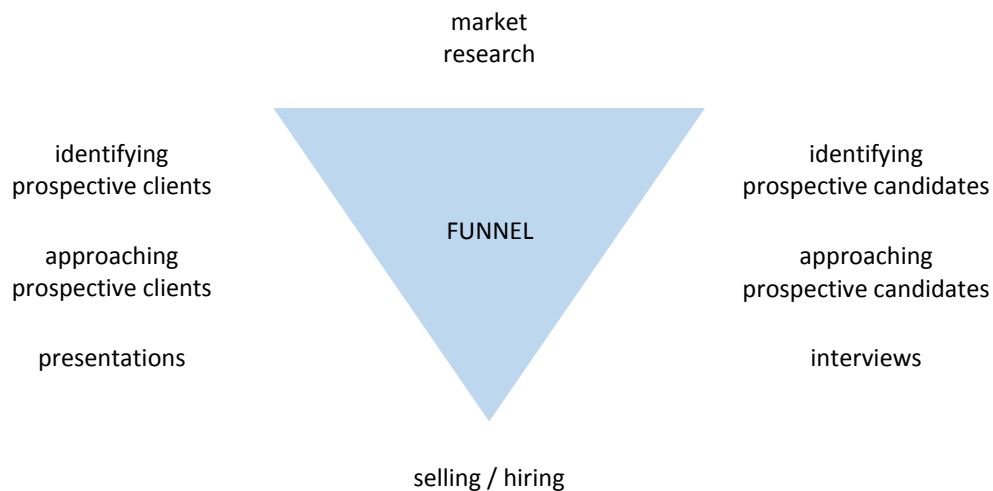 market
research
identifying
prospective clients
identifying
prospective candidates
FUNNEL
approaching
prospective clients
approaching
prospective candidates
presentations
interviews
selling / hiring